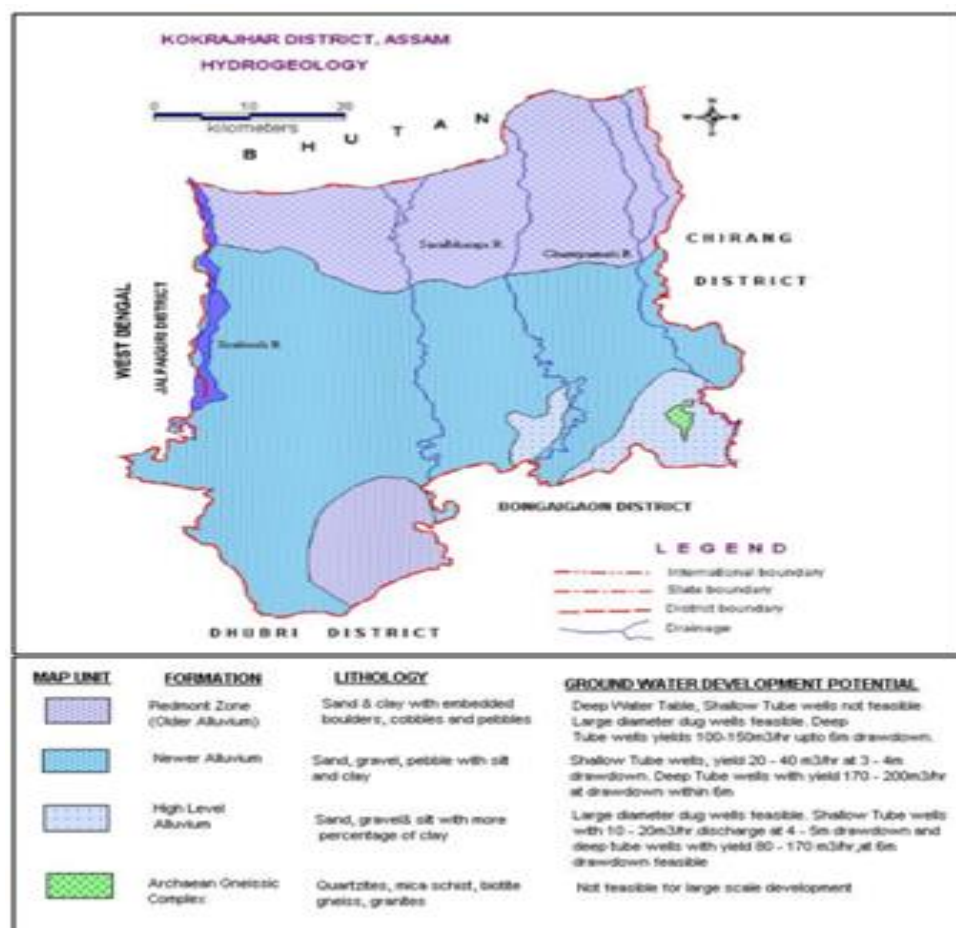 KOKRAJHAR DISTRICT, ASSAM
HYDROGEOLOGY
0 10 20
kilometers
B H U T A N
CHIRANG
DISTRICT
WEST BENGAL
JALPAIGURI DISTRICT
BONGAIGAON DISTRICT
DHUBRI DISTRICT
LEGEND
International boundary
State boundary
District boundary
Drainage
MAP UNIT FORMATION LITHOLOGY GROUND WATER DEVELOPMENT POTENTIAL
Piedmont Zone
(Older Alluvium)
Sand & clay with embedded
boulders, cobbles and pebbles
Deep Water Table, Shallow Tube wells not feasible
Large diameter dug wells feasible. Deep
Tube wells yields 100-150m3/hr upto 6m drawdown.
Newer Alluvium
Sand, gravel, pebble with silt
and clay
Shallow Tube wells, yield 20 - 40 m3/hr at 3 - 4m
drawdown. Deep Tube wells with yield 170 - 200m3/hr
at drawdown within 6m
High Level
Alluvium
Sand, gravel& silt with more
percentage of clay
Large diameter dug wells feasible. Shallow Tube wells
with 10 - 20m3/hr discharge at 4 - 5m drawdown and
deep tube wells with yield 80 - 170 m3/hr,at 6m
drawdown feasible
Archaean Gneissic
Complex
Quartzites, mica schist, biotite
gneiss, granites
Not feasible for large scale development